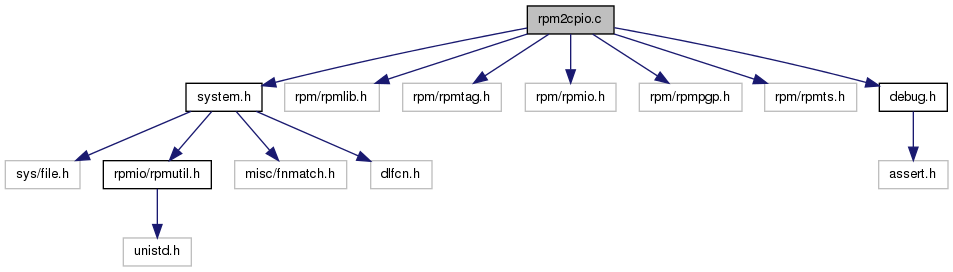 rpm2cpio.c
system.h
rpm/rpmlib.h
rpm/rpmtag.h
rpm/rpmio.h
rpm/rpmpgp.h
rpm/rpmts.h
debug.h
sys/file.h
rpmio/rpmutil.h
misc/fnmatch.h
dlfcn.h
assert.h
unistd.h